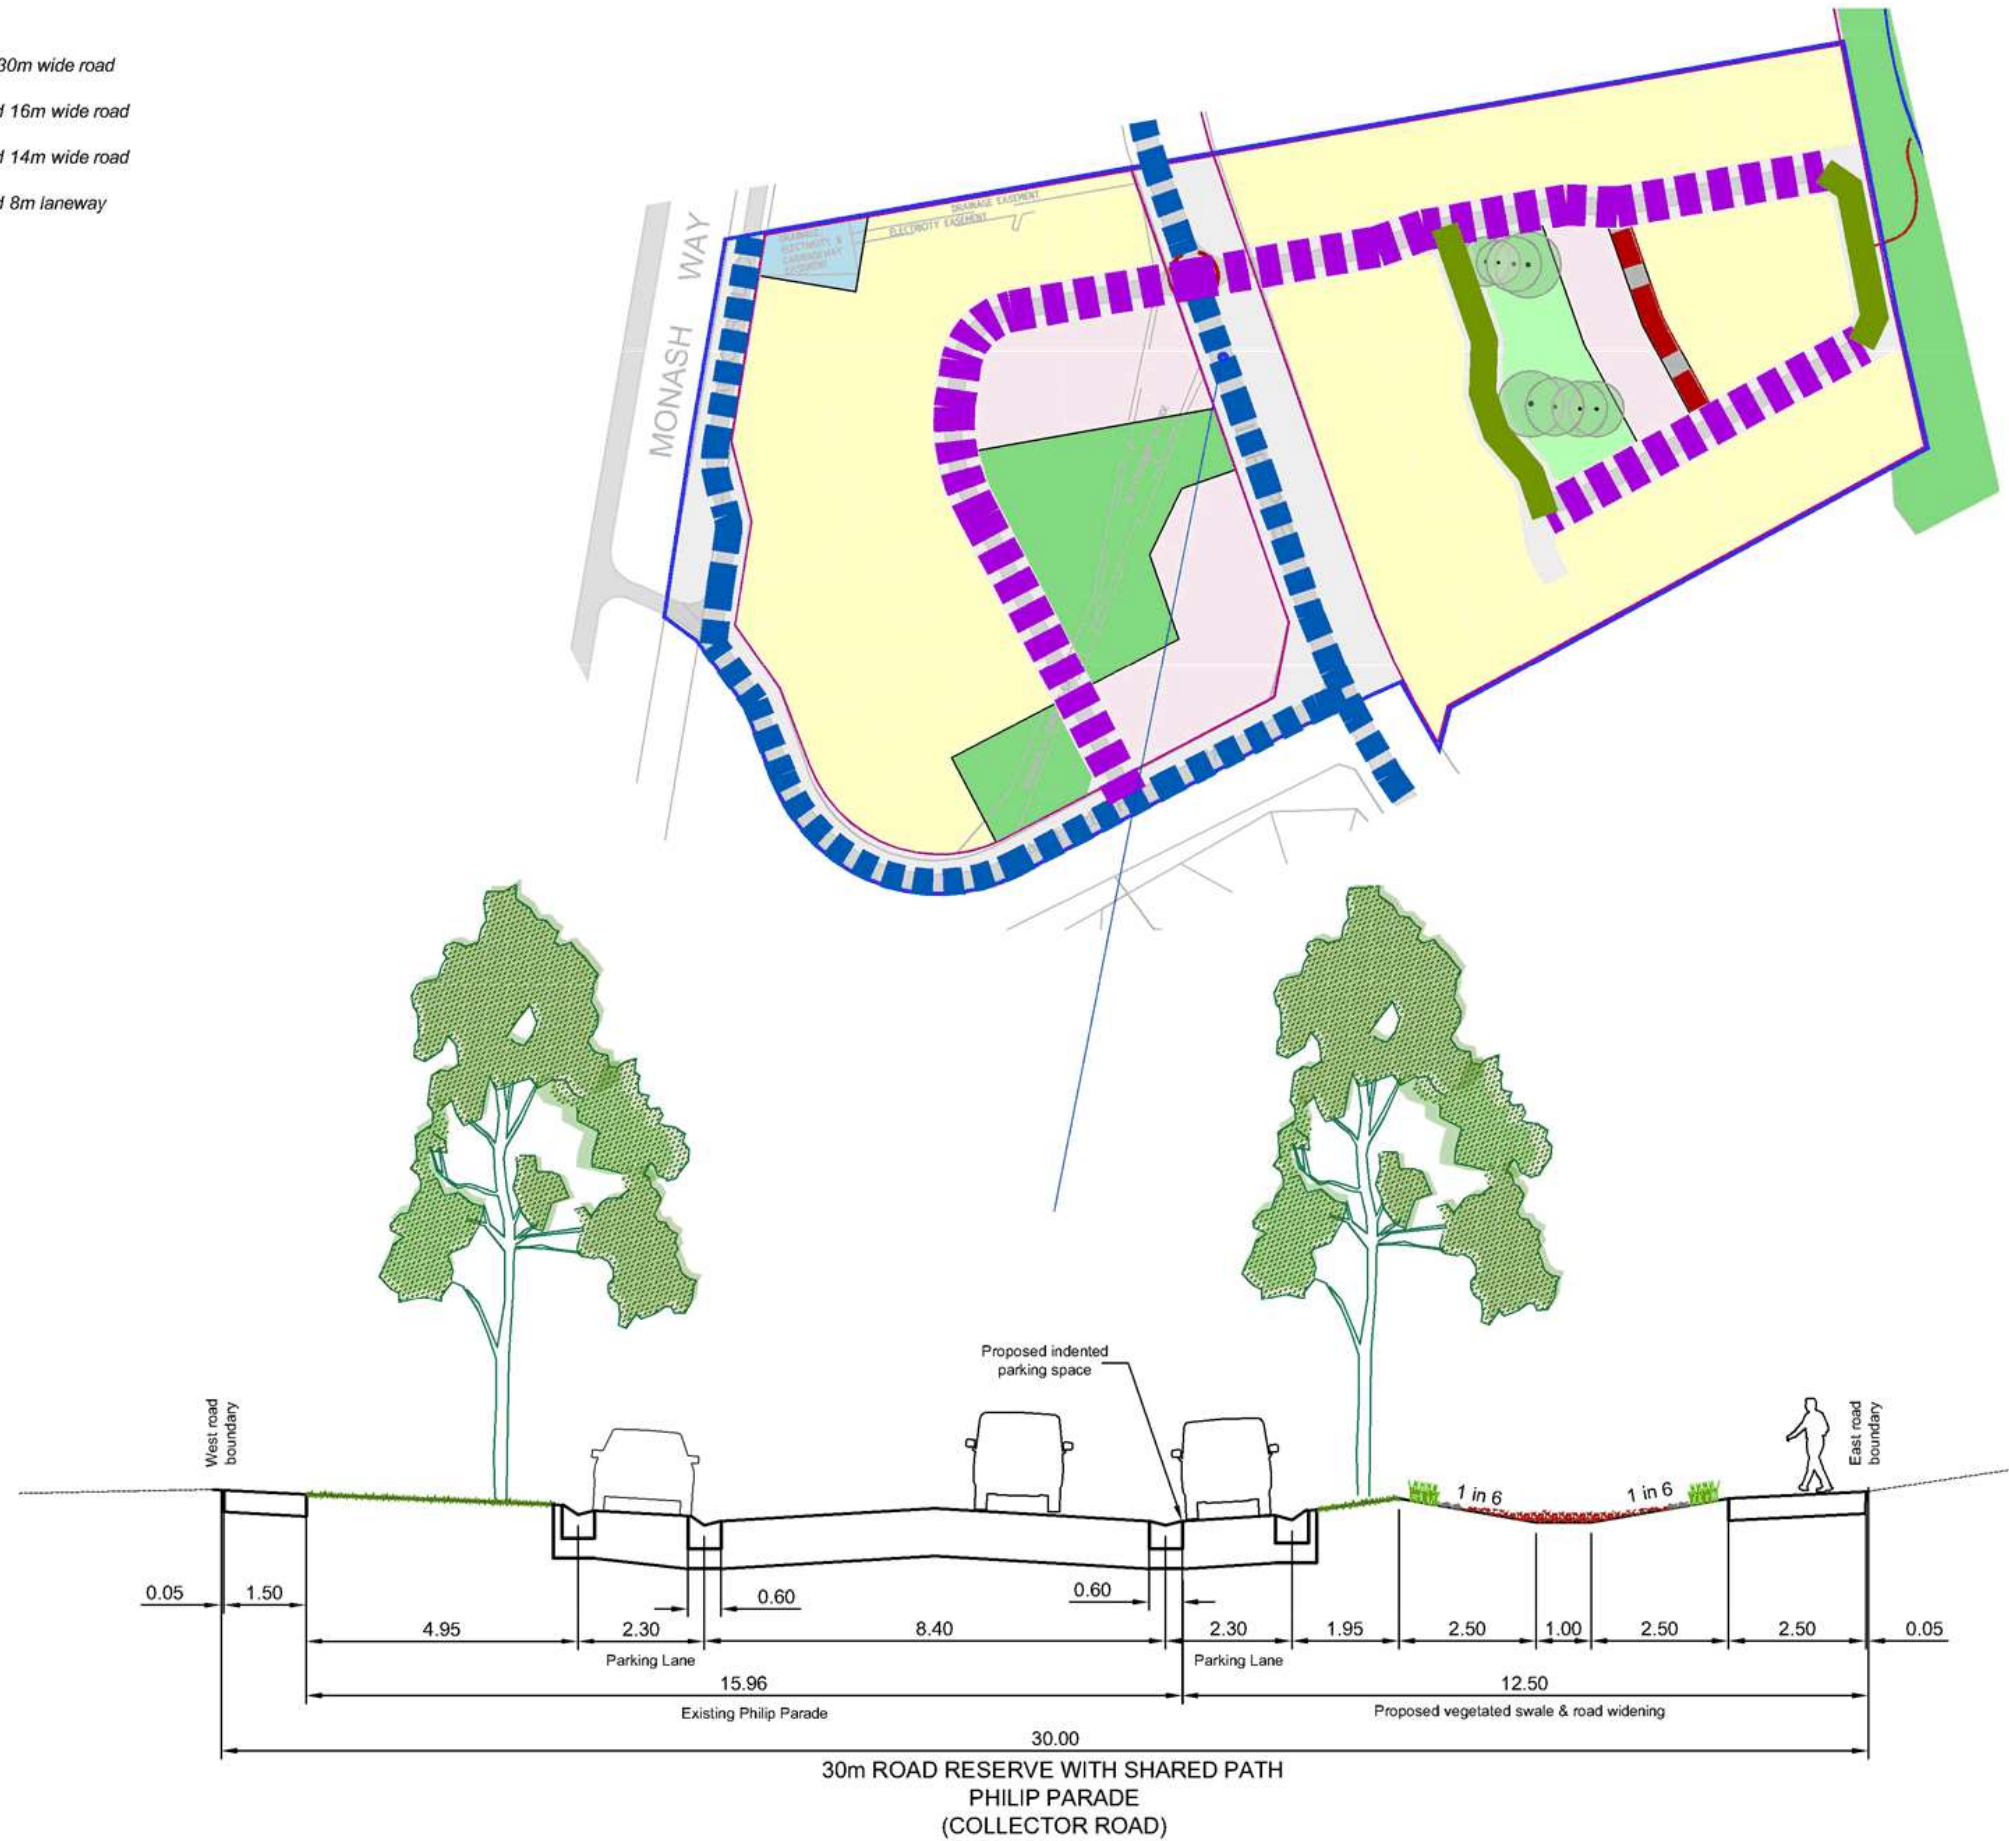 30m wide road
d 16m wide road
d 14m wide road
d 8m laneway
MONASH WAY
DRAINAGE EASEMENT
ELECTRICITY EASEMENT
DRAINAGE,
ELECTRICITY &
CARRIAGEWAY
EASEMENT
Proposed indented
parking space
West road
boundary
East road
boundary
1 in 6
1 in 6
0.05
1.50
0.60
0.60
4.95
2.30
8.40
2.30
1.95
2.50
1.00
2.50
2.50
0.05
Parking Lane
Parking Lane
15.96
12.50
Existing Philip Parade
Proposed vegetated swale & road widening
30.00
30m ROAD RESERVE WITH SHARED PATH
PHILIP PARADE
(COLLECTOR ROAD)